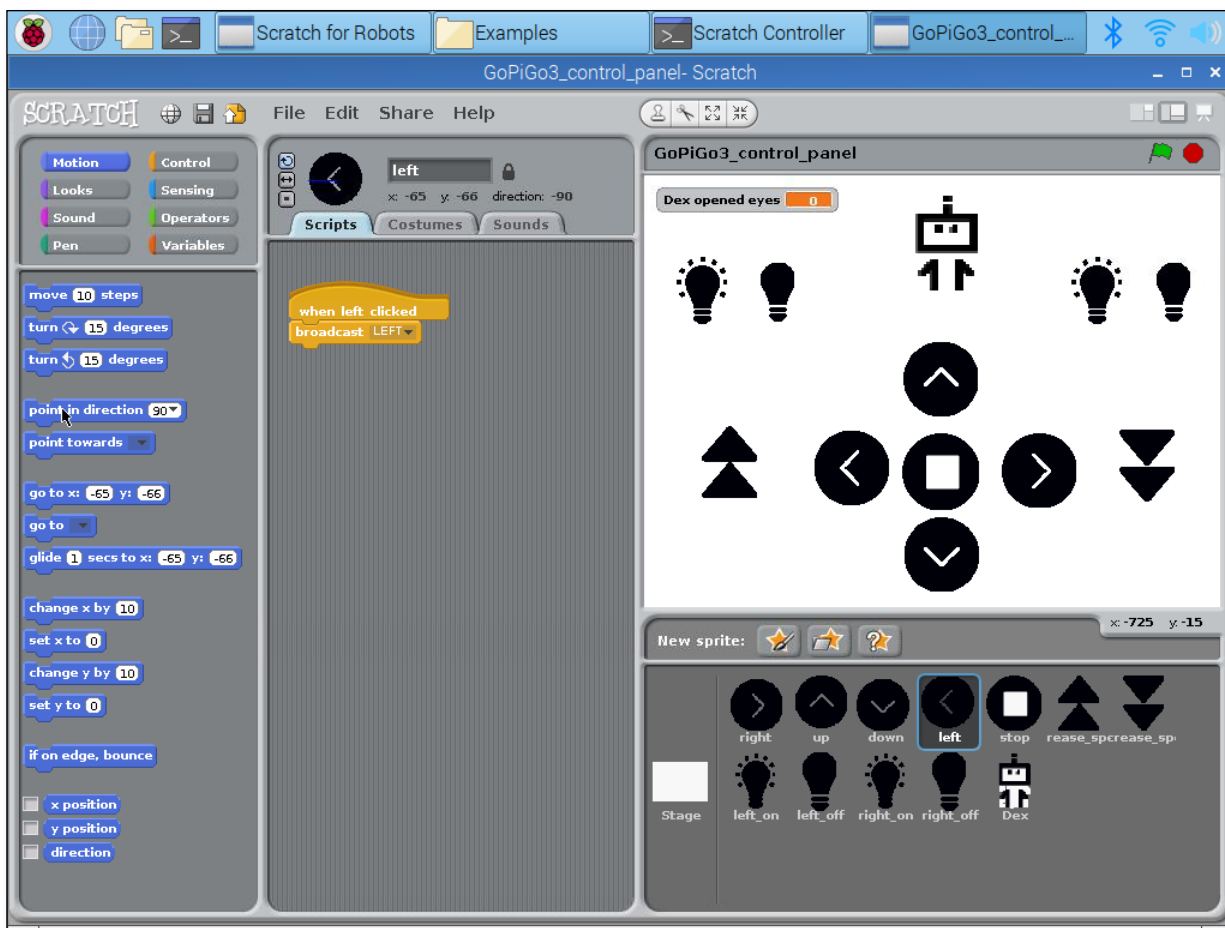 Scratch for Robots
Examples
Scratch Controller
GoPiGo3_control_...
GoPiGo3_control_panel- Scratch
SCRATCH
File Edit Share Help
Motion Control
Looks Sensing
Sound Operators
Pen Variables
left
x: -65 y: -66 direction: -90
Scripts Costumes Sounds
when left clicked
broadcast LEFT
move 10 steps
turn 15 degrees
turn 15 degrees
point in direction 90
point towards
go to x: -65 y: -66
go to
glide 1 secs to x: -65 y: -66
change x by 10
set x to 0
change y by 10
set y to 0
if on edge, bounce
x position
y position
direction
GoPiGo3_control_panel
Dex opened eyes 0
x: -725 y: -15
New sprite:
right up down left stop
Stage
left_on left_off right_on right_off Dex